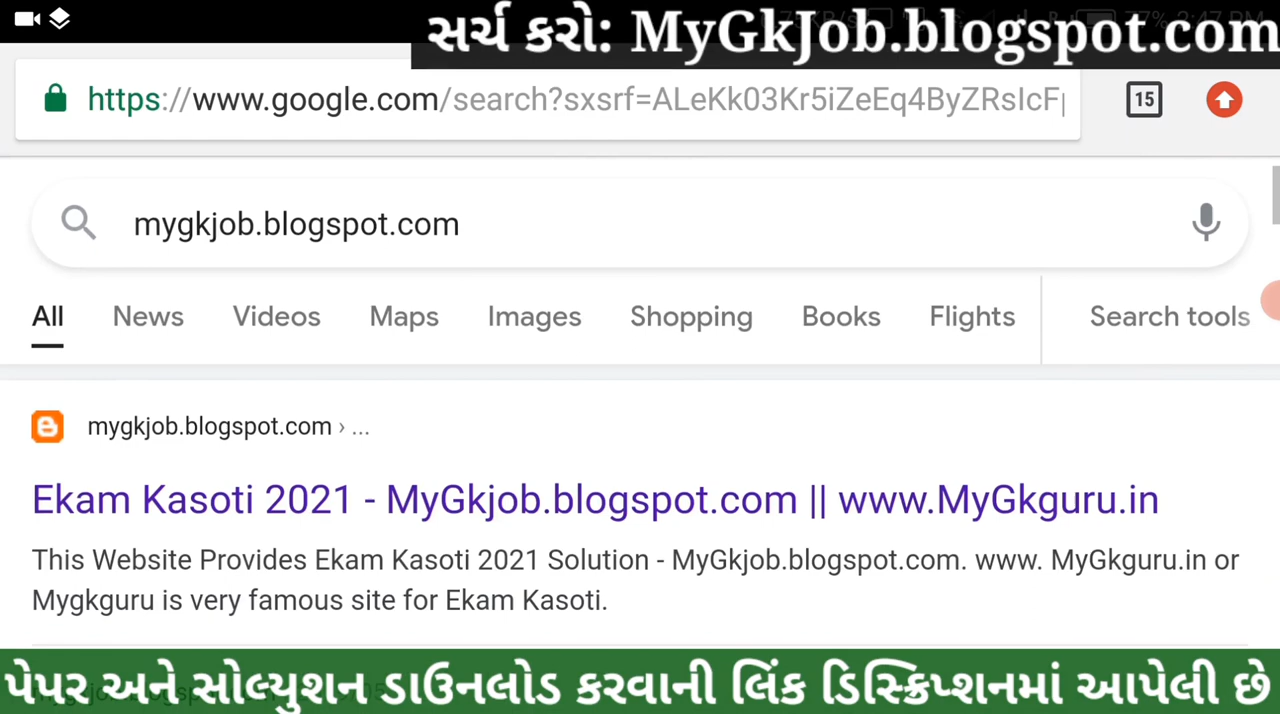 સર્ચ કરો: MyGkJob.blogspot.com
https://www.google.com/search?sxsrf=ALeKk03Kr5iZeEq4ByZRsIcF
15
mygkjob.blogspot.com
All News Videos Maps Images Shopping Books Flights Search tools
mygkjob.blogspot.com › ...
Ekam Kasoti 2021 - MyGkjob.blogspot.com || www.MyGkguru.in
This Website Provides Ekam Kasoti 2021 Solution - MyGkjob.blogspot.com. www. MyGkguru.in or
Mygkguru is very famous site for Ekam Kasoti.
પેપર અને સોલ્યુશન ડાઉનલોડ કરવાની લિંક ડિસ્ક્રિપ્શનમાં આપેલી છે